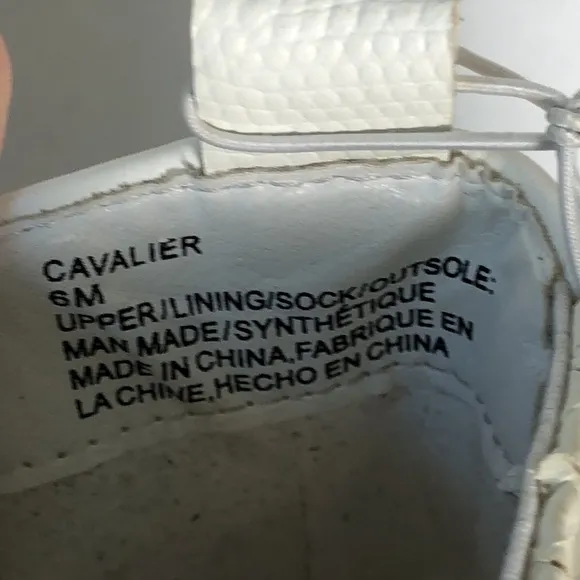 CAVALIER
6M
UPPER/LINING/SOCK/OUTSOLE:
MAN MADE/SYNTHÉTIQUE
MADE IN CHINA,FABRIQUE EN
LA CHINE,HECHO EN CHINA